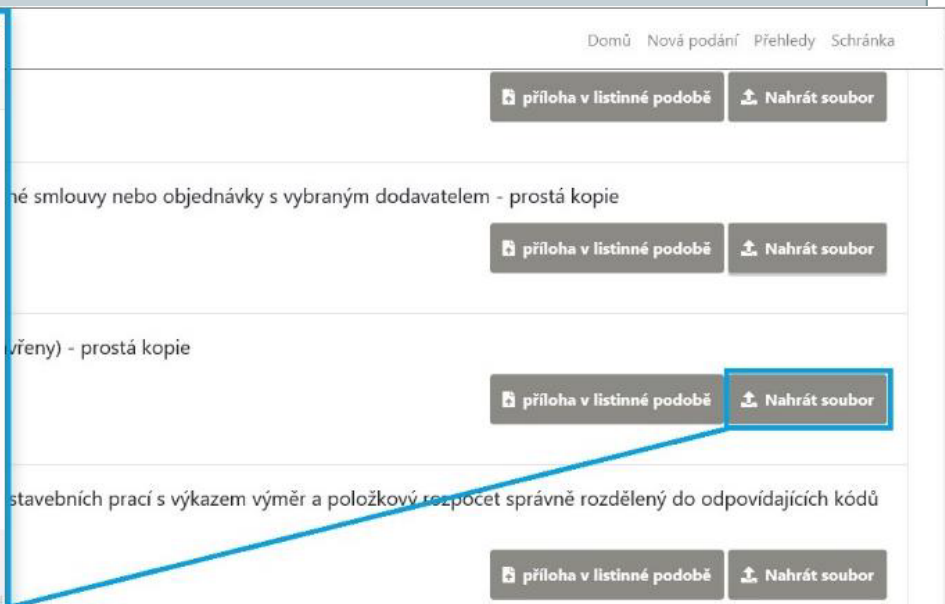 Domů Nová podání Přehledy Schránka
příloha v listinné podobě Nahrát soubor
né smlouvy nebo objednávky s vybraným dodavatelem - prostá kopie
příloha v listinné podobě Nahrát soubor
vřeny) - prostá kopie
příloha v listinné podobě Nahrát soubor
stavebních prací s výkazem výměr a položkový rozpočet správně rozdělený do odpovídajících kódů
příloha v listinné podobě Nahrát soubor